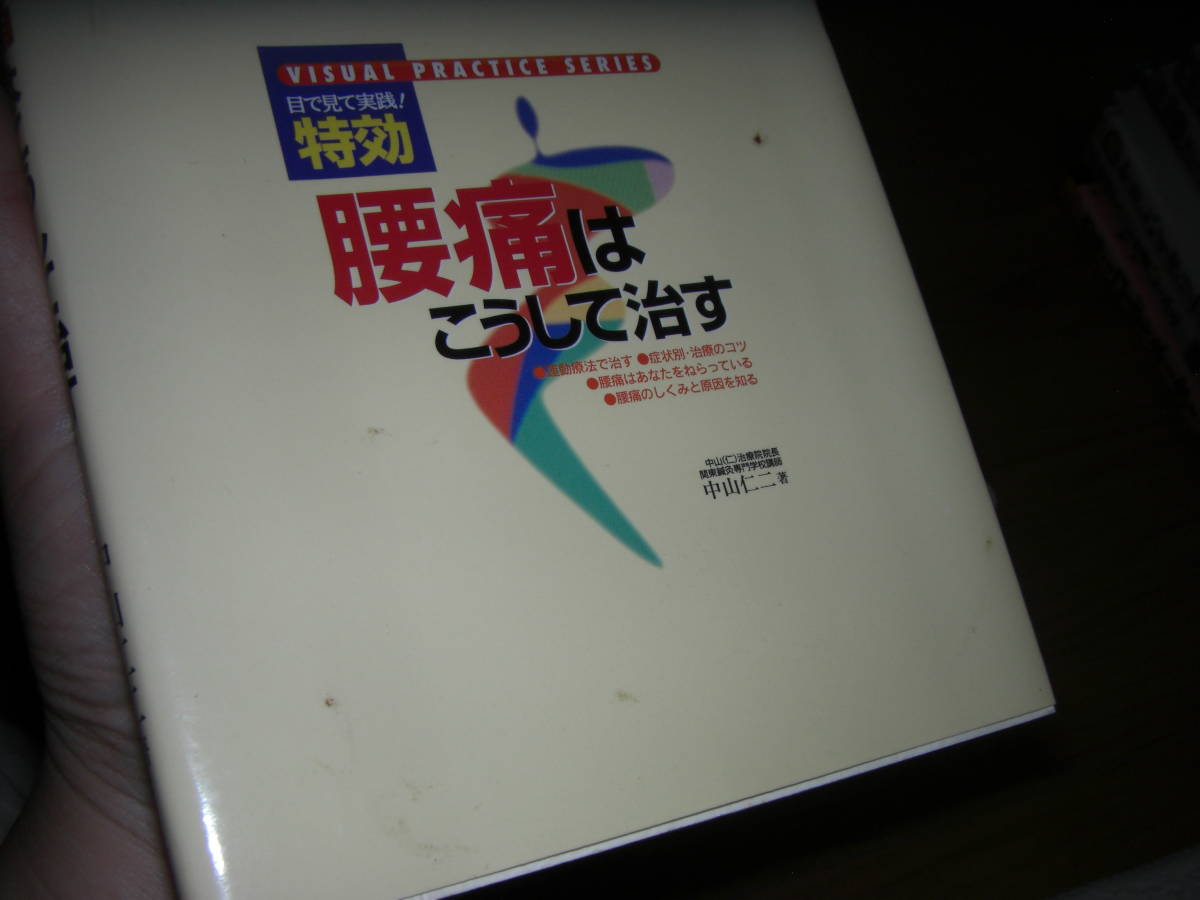 VISUAL PRACTICE SERIES
目で見て実践!
特効
腰痛は
こうして治す
●運動療法で治す ●症状別・治療のコツ
●腰痛はあなたをねらっている
●腰痛のしくみと原因を知る
中山(仁)治療院院長
関東鍼灸専門学校講師
中山仁二 著